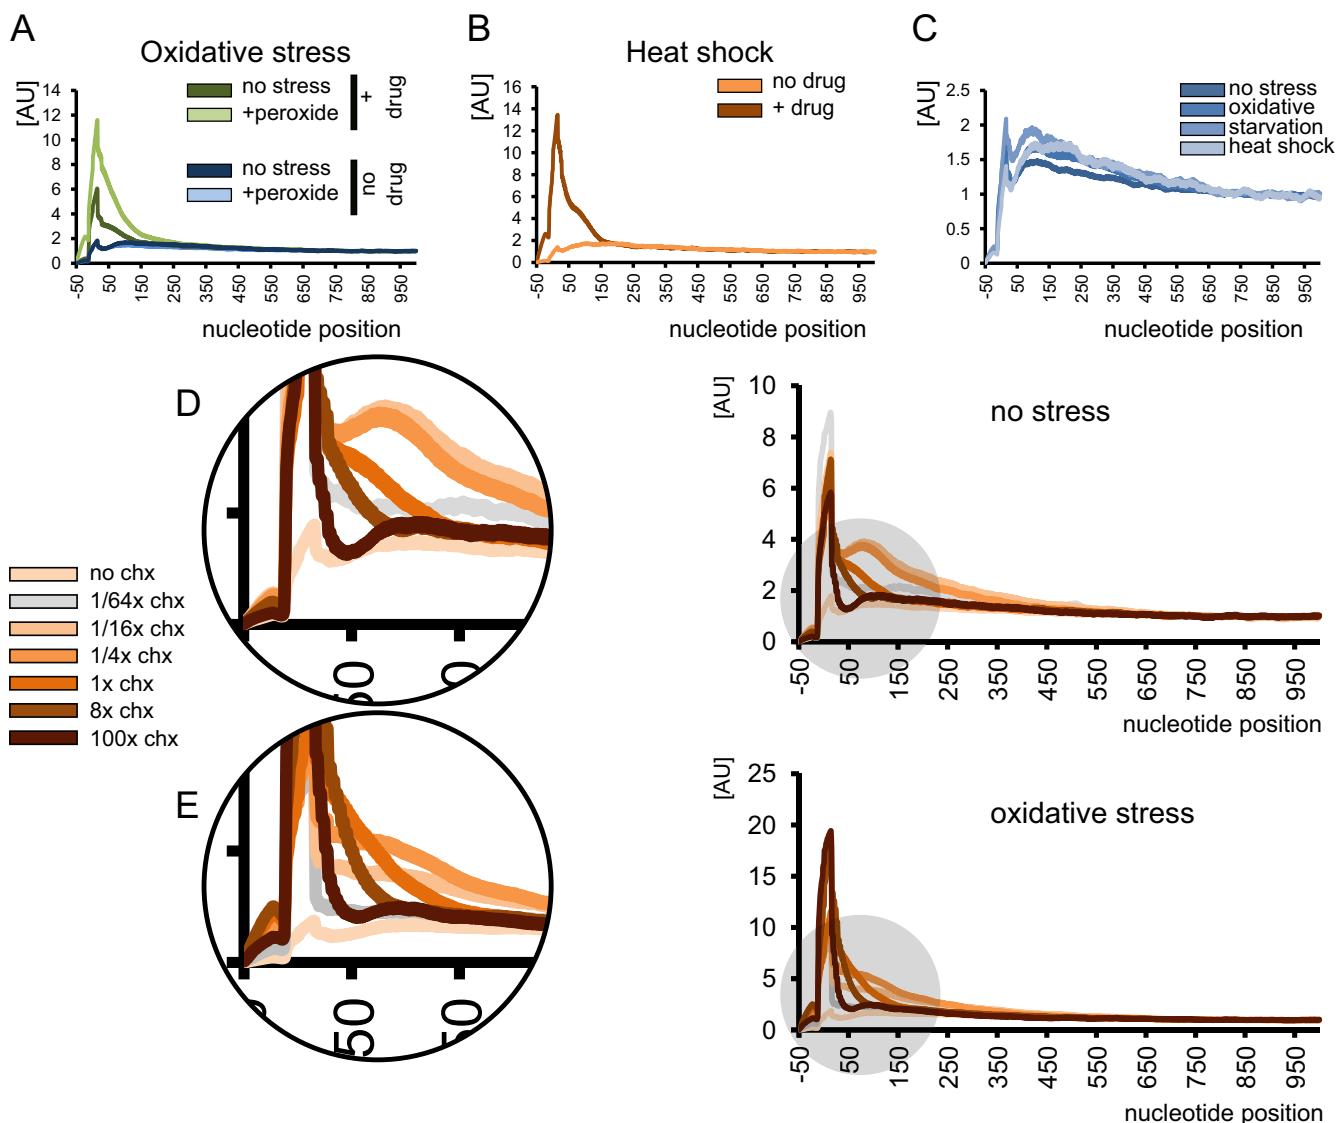 A
Oxidative stress
[AU]
no stress
+peroxide
+
drug
no stress
+peroxide
no
drug
14
12
10
8
6
4
2
0
-50
50
150
250
350
450
550
650
750
850
950
nucleotide position
B
Heat shock
[AU]
no drug
+ drug
16
14
12
10
8
6
4
2
0
-50
50
150
250
350
450
550
650
750
850
950
nucleotide position
C
[AU]
no stress
oxidative
starvation
heat shock
2.5
2
1.5
1
0.5
0
-50
50
150
250
350
450
550
650
750
850
950
nucleotide position
D
50
no chx
1/64x chx
1/16x chx
1/4x chx
1x chx
8x chx
100x chx
[AU]
no stress
10
8
6
4
2
0
-50
50
150
250
350
450
550
650
750
850
950
nucleotide position
E
50
50
[AU]
oxidative stress
25
20
15
10
5
0
-50
50
150
250
350
450
550
650
750
850
950
nucleotide position